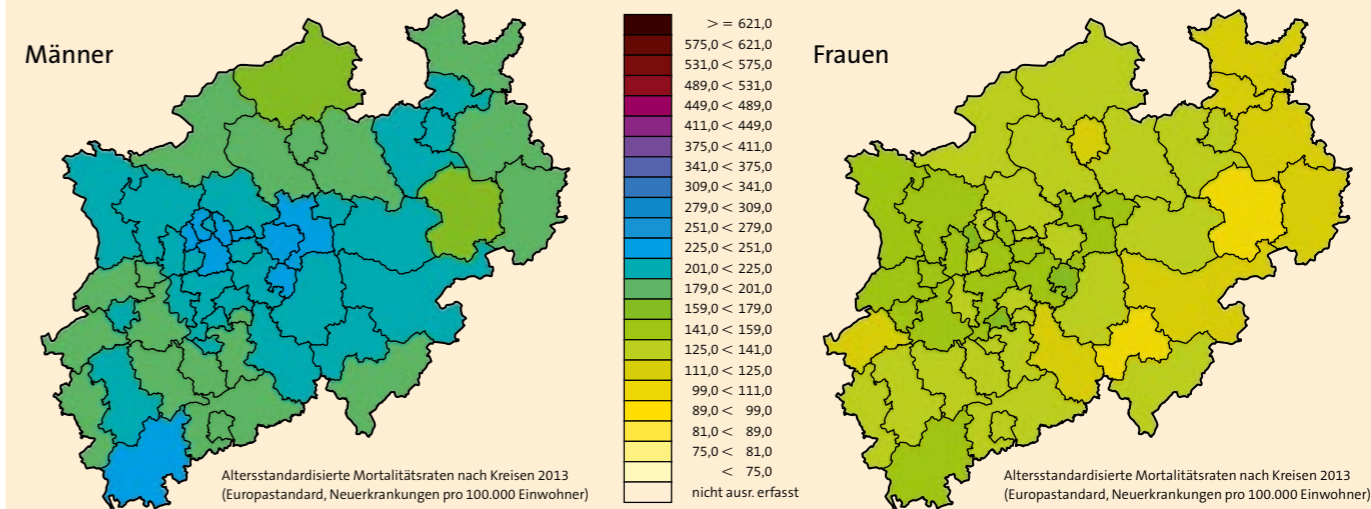 Männer
Frauen
> = 621,0
575,0 < 621,0
531,0 < 575,0
489,0 < 531,0
449,0 < 489,0
411,0 < 449,0
375,0 < 411,0
341,0 < 375,0
309,0 < 341,0
279,0 < 309,0
251,0 < 279,0
225,0 < 251,0
201,0 < 225,0
179,0 < 201,0
159,0 < 179,0
141,0 < 159,0
125,0 < 141,0
111,0 < 125,0
99,0 < 111,0
89,0 < 99,0
81,0 < 89,0
75,0 < 81,0
< 75,0
nicht ausr. erfasst
Altersstandardisierte Mortalitätsraten nach Kreisen 2013
(Europastandard, Neuerkrankungen pro 100.000 Einwohner)
Altersstandardisierte Mortalitätsraten nach Kreisen 2013
(Europastandard, Neuerkrankungen pro 100.000 Einwohner)